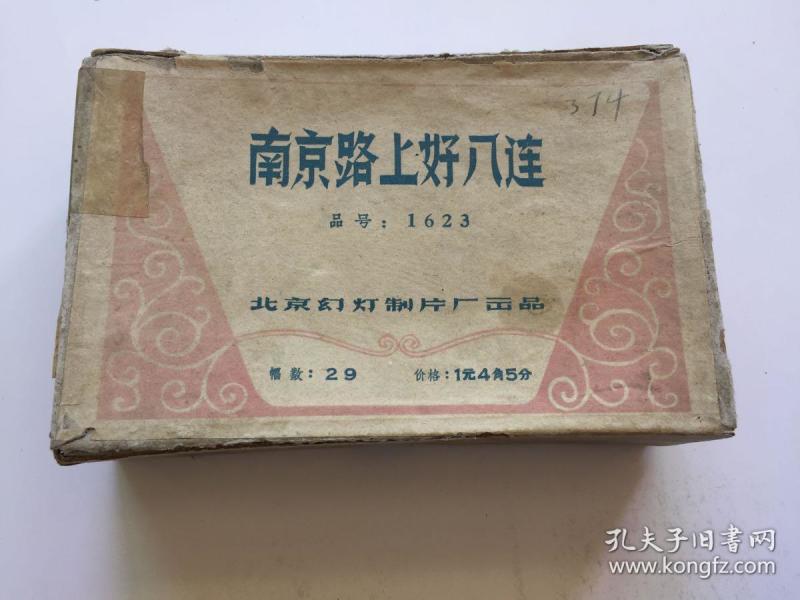 374
南京路上好八连
品号：1623
北京幻灯制片厂出品
幅数：29 价格：1元4角5分
孔夫子旧書网
www.kongfz.com